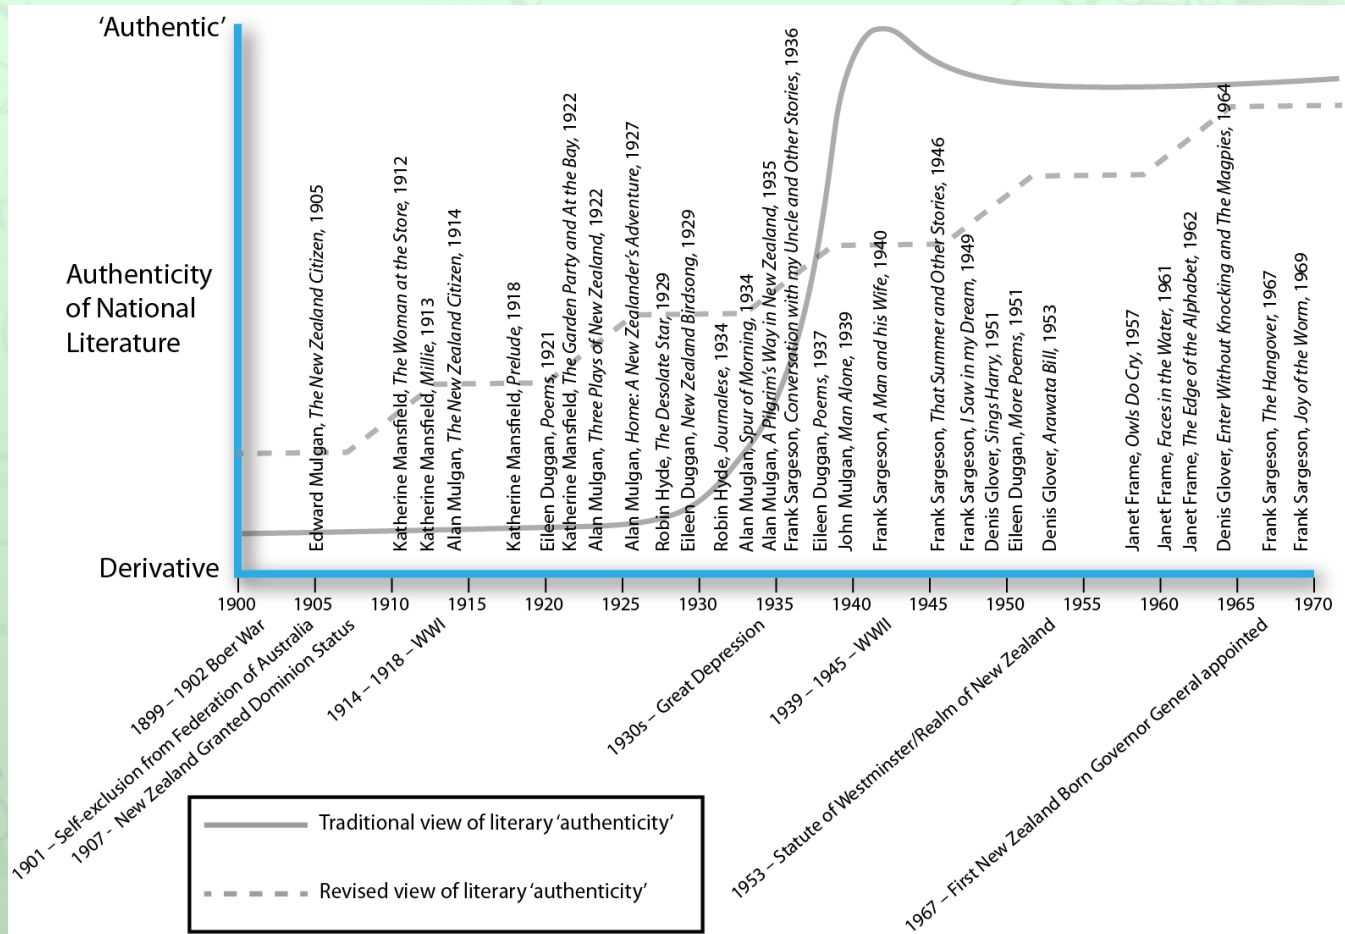 'Authentic'
Authenticity
of National
Literature
Derivative
Edward Mulgan, The New Zealand Citizen, 1905
Katherine Mansfield, The Woman at the Store, 1912
Katherine Mansfield, Millie, 1913
Alan Mulgan, The New Zealand Citizen, 1914
Katherine Mansfield, Prelude, 1918
Eileen Duggan, Poems, 1921
Katherine Mansfield, The Garden Party and At the Bay, 1922
Alan Mulgan, Three Plays of New Zealand, 1922
Alan Mulgan, Home: A New Zealander's Adventure, 1927
Robin Hyde, The Desolate Star, 1929
Eileen Duggan, New Zealand Birdsong, 1929
Robin Hyde, Journalese, 1934
Alan Muglan, Spur of Morning, 1934
Alan Mulgan, A Pilgrim's Way in New Zealand, 1935
Frank Sargeson, Conversation with my Uncle and Other Stories, 1936
Eileen Duggan, Poems, 1937
John Mulgan, Man Alone, 1939
Frank Sargeson, A Man and his Wife, 1940
Frank Sargeson, That Summer and Other Stories, 1946
Frank Sargeson, I Saw in my Dream, 1949
Denis Glover, Sings Harry, 1951
Eileen Duggan, More Poems, 1951
Denis Glover, Arawata Bill, 1953
Janet Frame, Owls Do Cry, 1957
Janet Frame, Faces in the Water, 1961
Janet Frame, The Edge of the Alphabet, 1962
Denis Glover, Enter Without Knocking and The Magpies, 1964
Frank Sargeson, The Hangover, 1967
Frank Sargeson, Joy of the Worm, 1969
1900 1905 1910 1915 1920 1925 1930 1935 1940 1945 1950 1955 1960 1965 1970
1899 – 1902 Boer War
1901 – Self-exclusion from Federation of Australia
1907 - New Zealand Granted Dominion Status
1914 – 1918 – WWI
1930s – Great Depression
1939 – 1945 – WWII
1953 – Statute of Westminster/Realm of New Zealand
1967 – First New Zealand Born Governor General appointed
Traditional view of literary 'authenticity'
Revised view of literary 'authenticity'